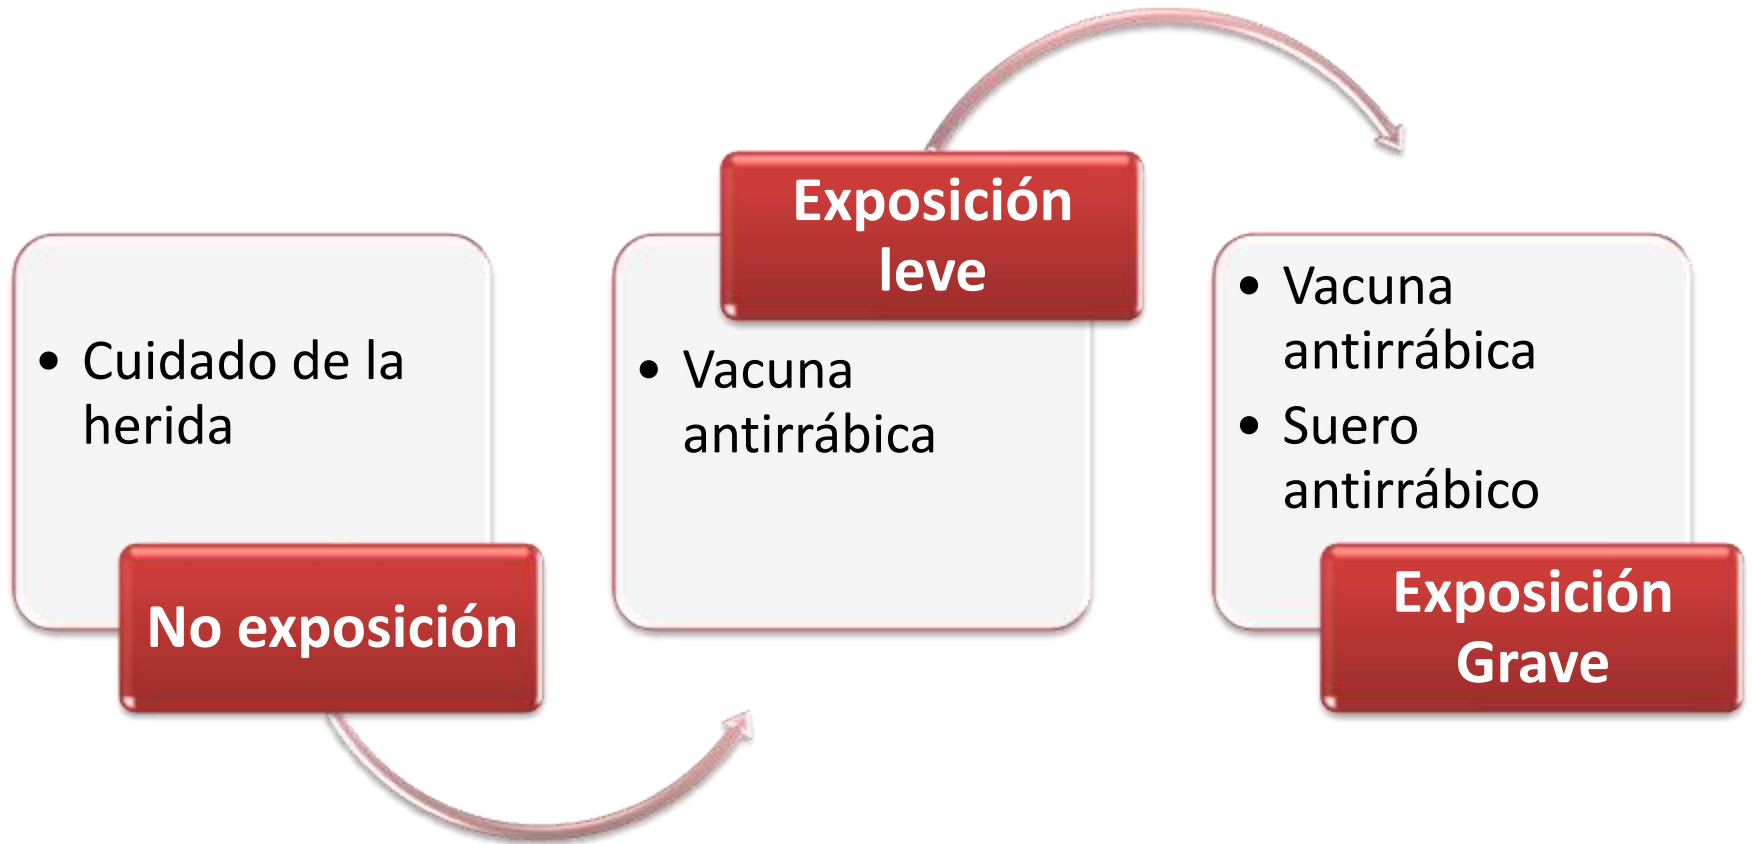 • Cuidado de la
herida
No exposición
Exposición
leve
• Vacuna
antirrábica
• Vacuna
antirrábica
• Suero
antirrábico
Exposición
Grave